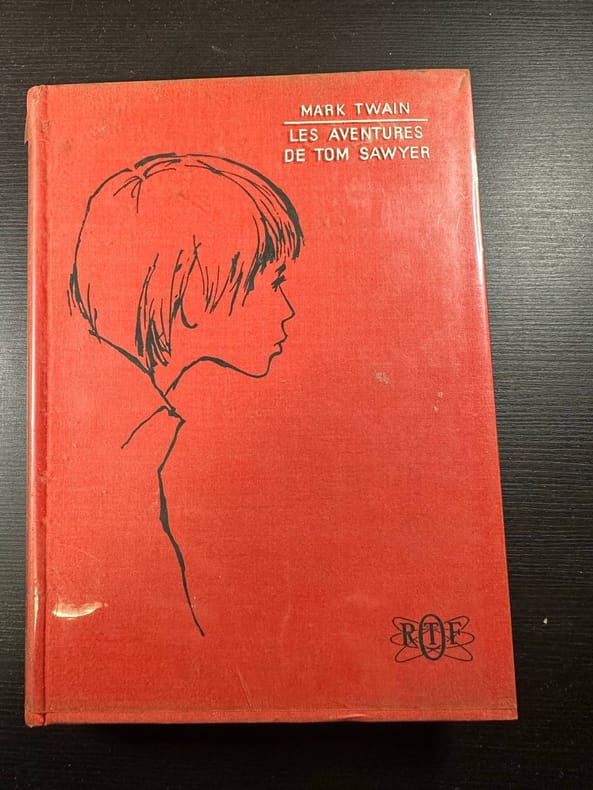 MARK TWAIN
LES AVENTURES
DE TOM SAWYER
RTF